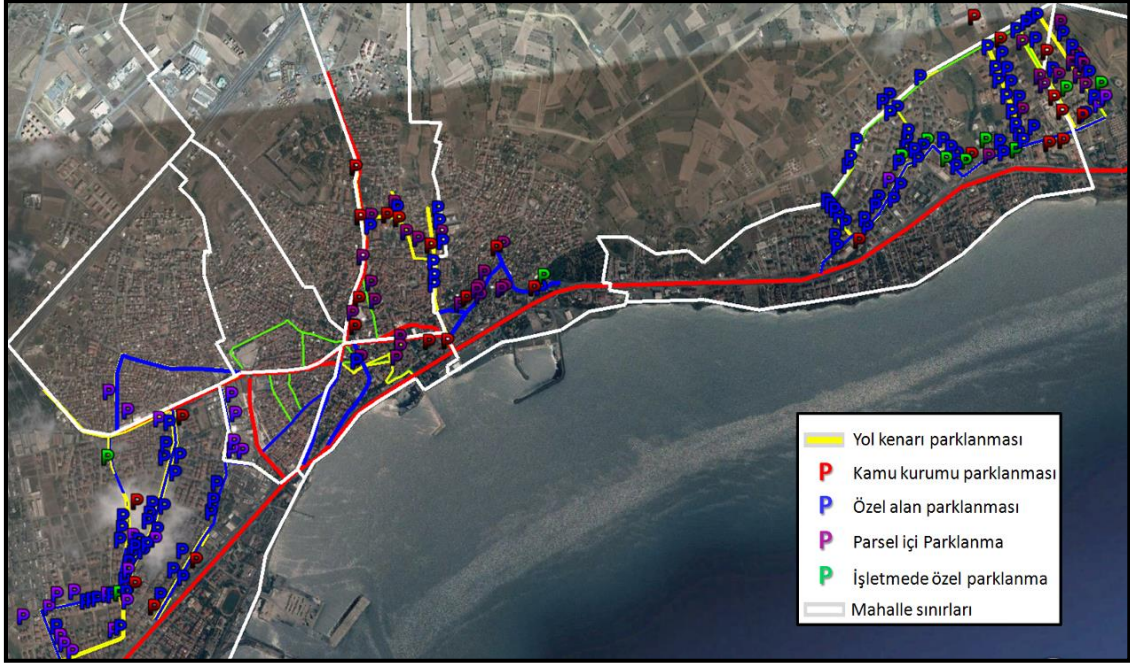 Yol kenarı parklanması
P Kamu kurumu parklanması
P Özel alan parklanması
P Parsel içi Parklanma
P İşletmede özel parklanma
Mahalle sınırları